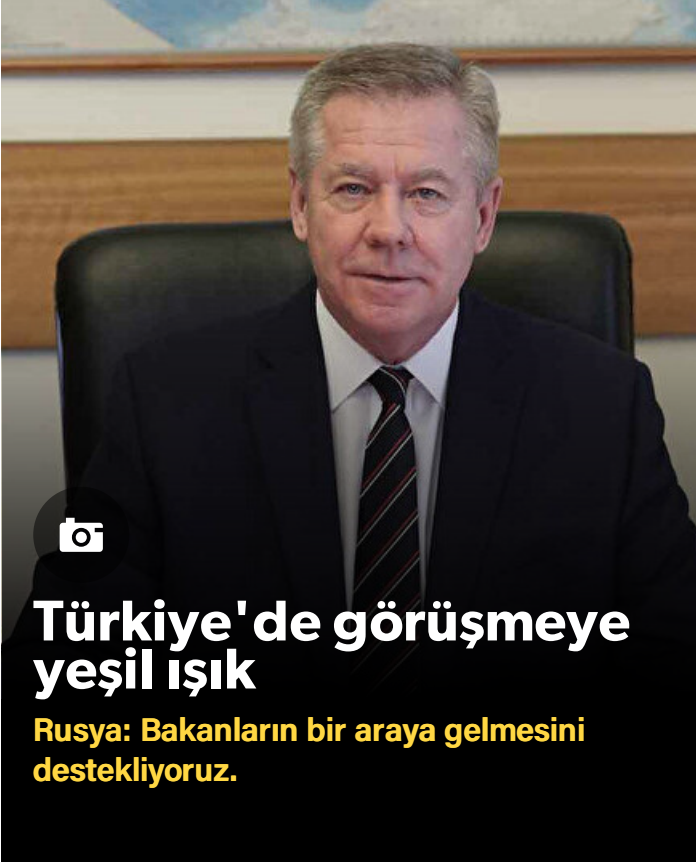 Türkiye'de görüşmeye
yeşil ışık
Rusya: Bakanların bir araya gelmesini
destekliyoruz.